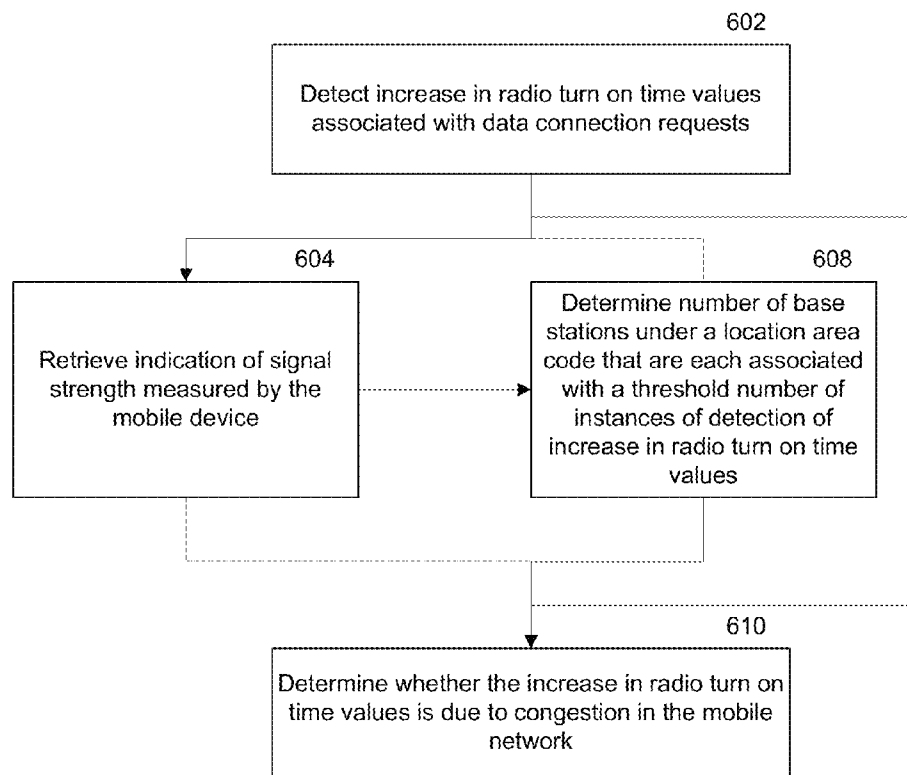 602
Detect increase in radio turn on time values
associated with data connection requests
604
Retrieve indication of signal
strength measured by the
mobile device
608
Determine number of base
stations under a location area
code that are each associated
with a threshold number of
instances of detection of
increase in radio turn on time
values
610
Determine whether the increase in radio turn on
time values is due to congestion in the mobile
network